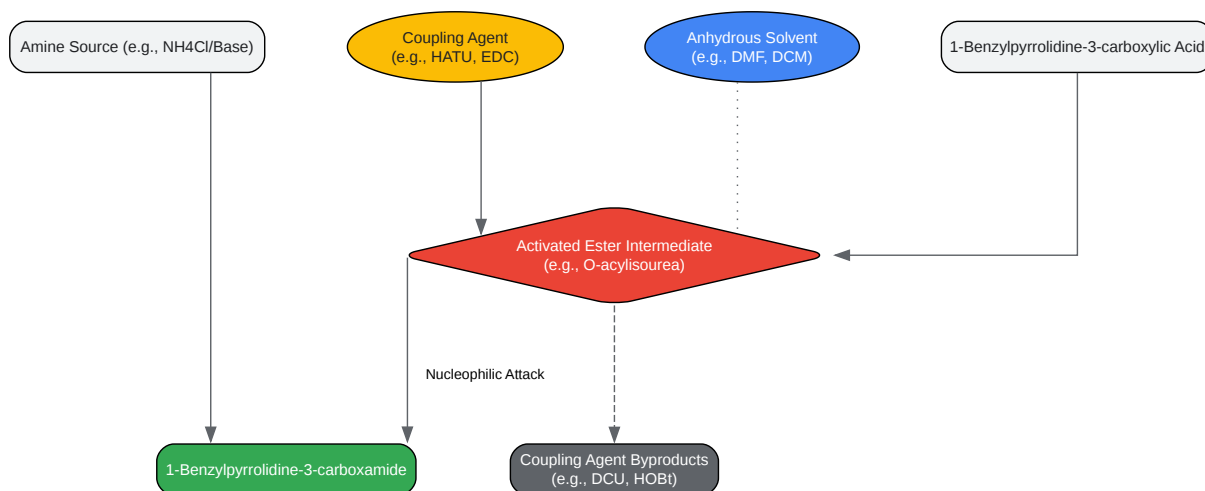 Amine Source (e.g., NH4Cl/Base)
Coupling Agent
(e.g., HATU, EDC)
Anhydrous Solvent
(e.g., DMF, DCM)
1-Benzylpyrrolidine-3-carboxylic Acid
Activated Ester Intermediate
(e.g., O-acylisourea)
Nucleophilic Attack
1-Benzylpyrrolidine-3-carboxamide
Coupling Agent Byproducts
(e.g., DCU, HOBt)